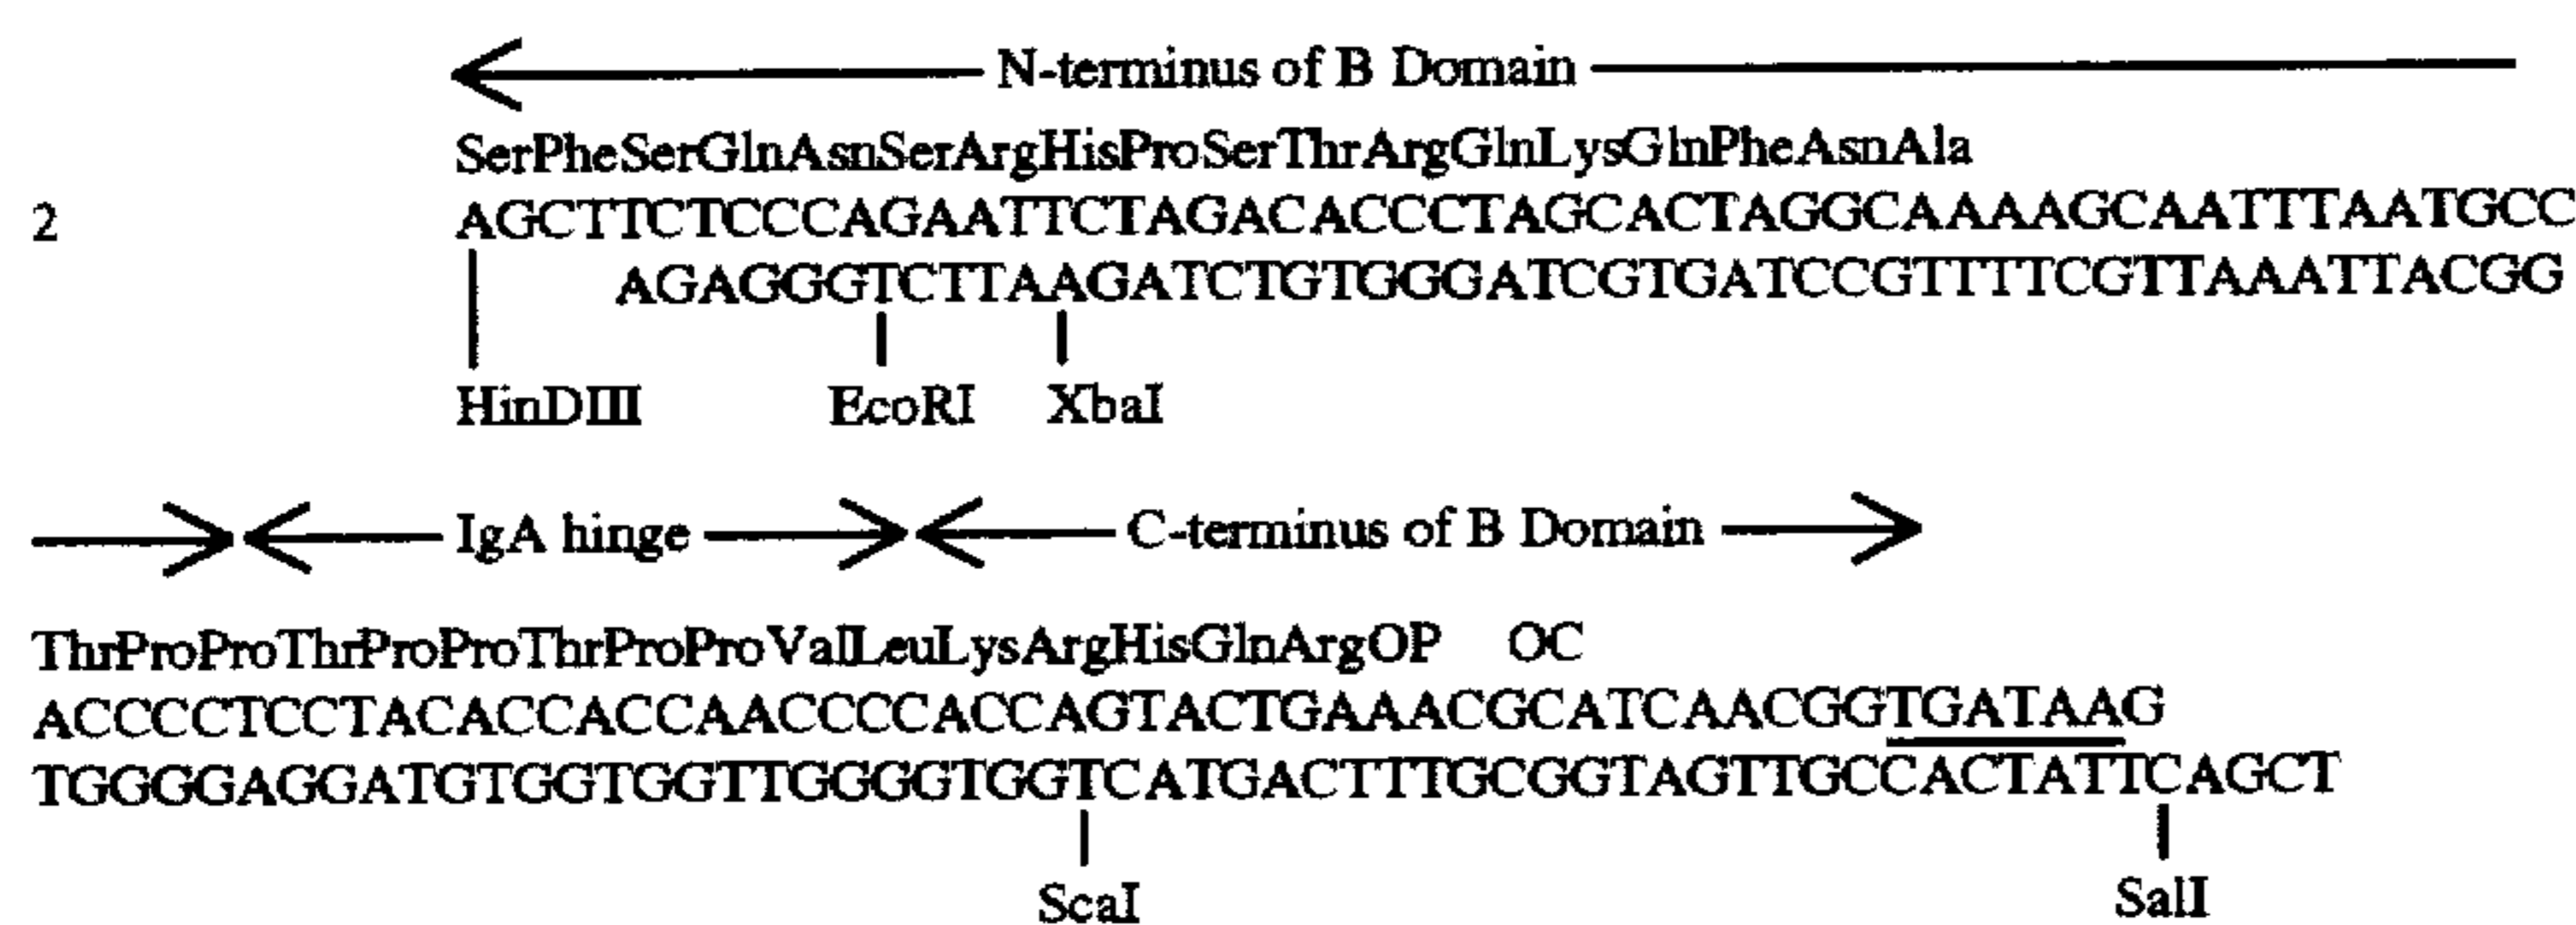 N-terminus of B Domain
SerPheSerGlnAsnSerArgHisProSerThrArgGlnLysGlnPheAsnAla
2 AGCTTCTCCCAGAATTCTAGACACCCTAGCACTAGGCAAAAGCAATTTAATGCC
AGAGGGTCTTAAGATCTGTGGGATCGTGATCCGTTTTCGTTAAATTACGG
HinDIII EcoRI XbaI
IgA hinge C-terminus of B Domain
ThrProProThrProProThrProProValLeuLysArgHisGlnArgOP OC
ACCCCTCCTACACCACCAACCCCACCAGTACTGAAACGCATCAACGGTGATAAG
TGGGGAGGATGTGGTGGTTGGGGTGGTCATGACTTTGCGGTAGTTGCCACTATTCAGCT
ScaI
SalI